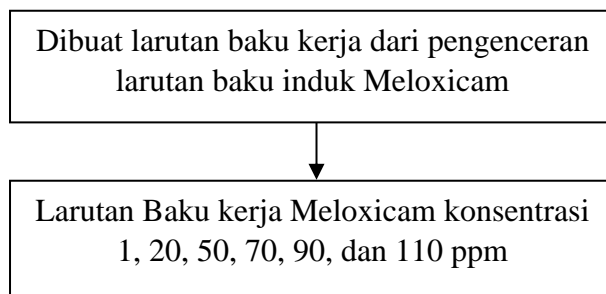 Dibuat larutan baku kerja dari pengenceran
larutan baku induk Meloxicam
Larutan Baku kerja Meloxicam konsentrasi
1, 20, 50, 70, 90, dan 110 ppm